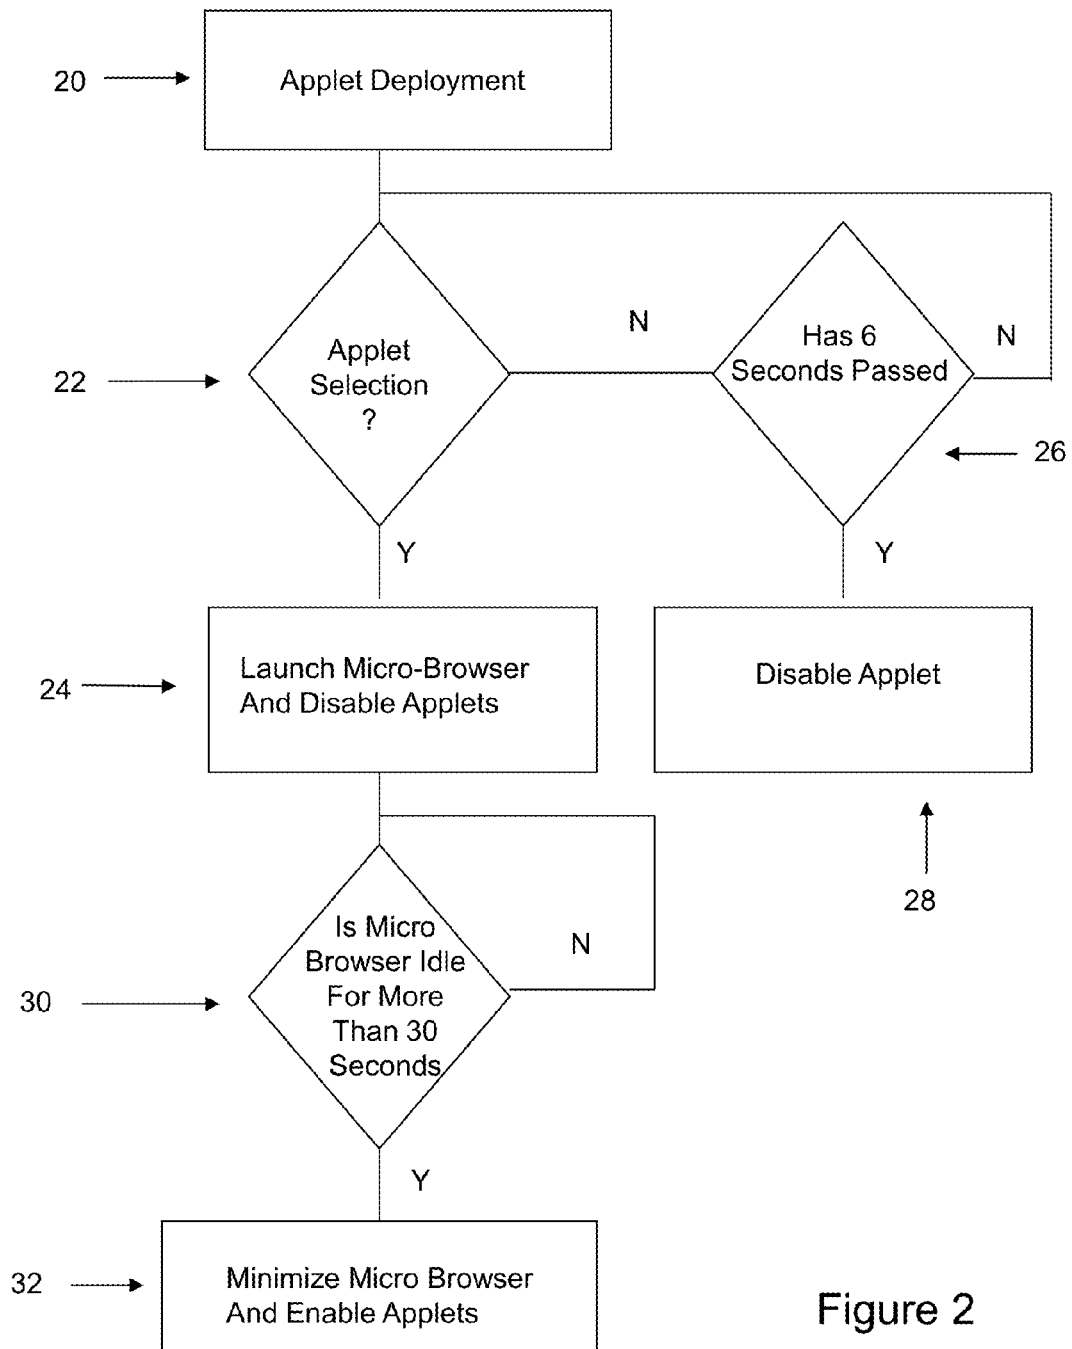 20
Applet Deployment
22
Applet
Selection
?
N
Has 6
Seconds Passed
N
26
Y
Y
24
Launch Micro-Browser
And Disable Applets
Disable Applet
28
30
Is Micro
Browser Idle
For More
Than 30
Seconds
N
Y
32
Minimize Micro Browser
And Enable Applets
Figure 2